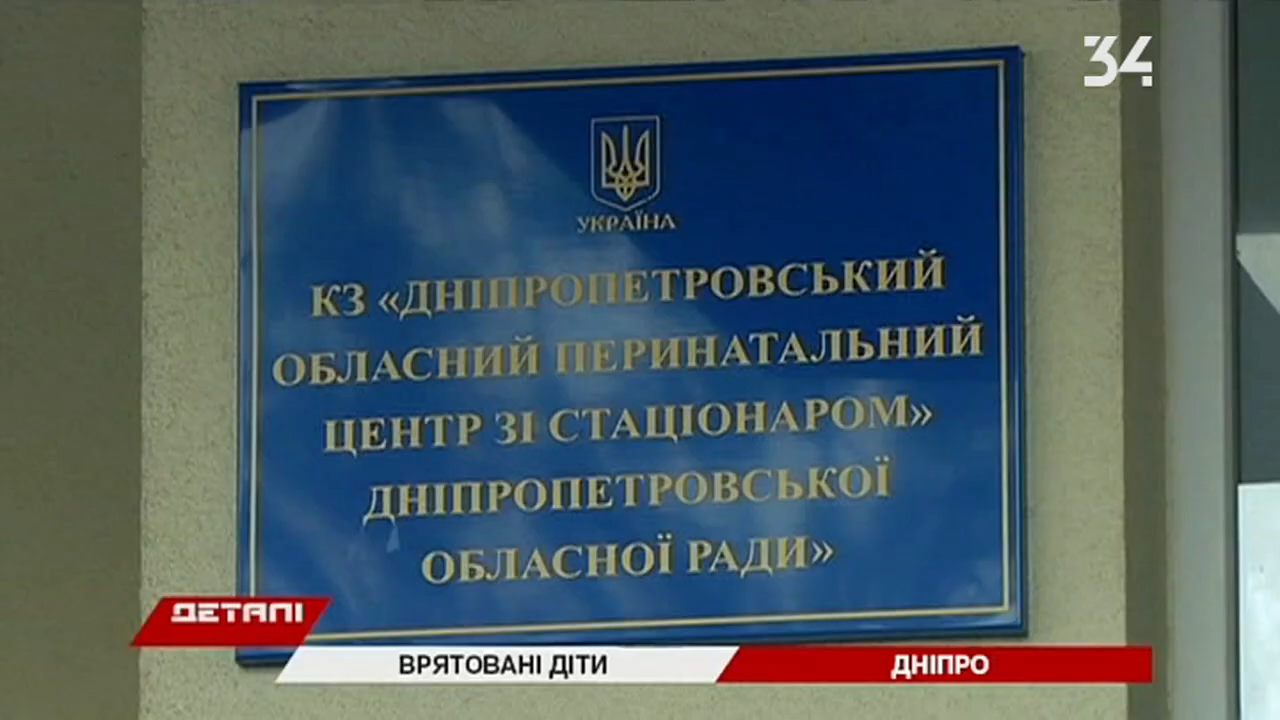 34
УКРАЇНА
КЗ «ДНІПРОПЕТРОВСЬКИЙ
ОБЛАСНИЙ ПЕРИНАТАЛЬНИЙ
ЦЕНТР ЗІ СТАЦІОНАРОМ»
ДНІПРОПЕТРОВСЬКОЇ
ОБЛАСНОЇ РАДИ»
ДЕТАЛІ
ВРЯТОВАНІ ДІТИ
ДНІПРО